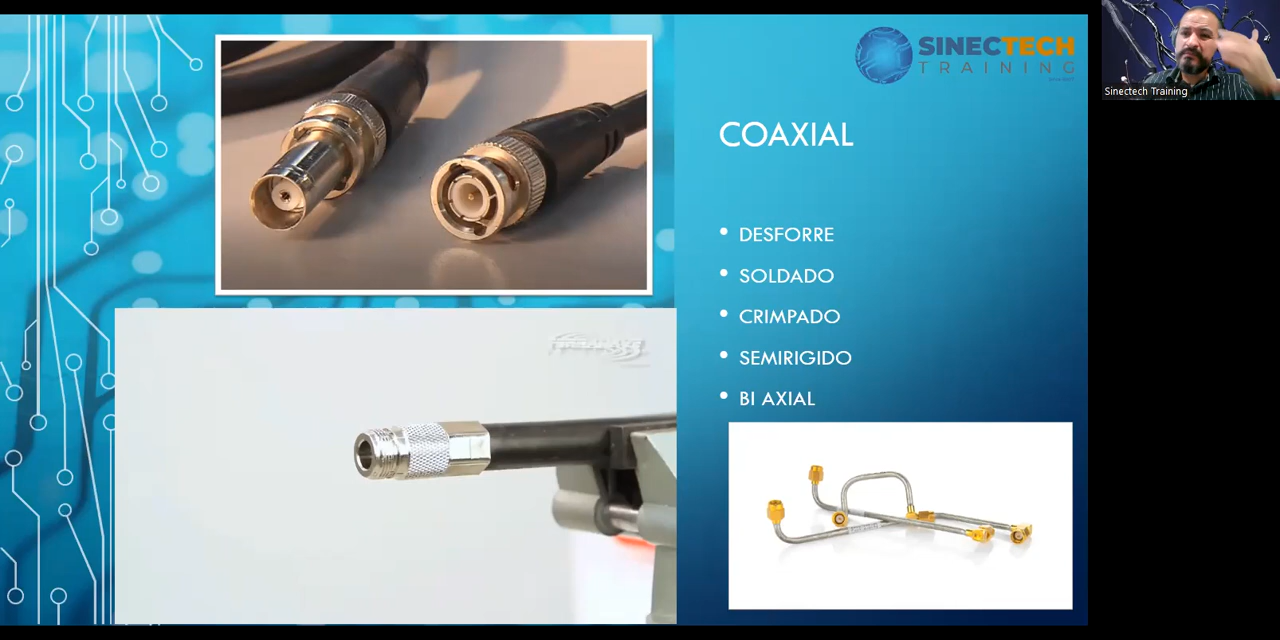 SINECTECH
TRAINING
Sinectech Training
COAXIAL
• DESFORRE
• SOLDADO
• CRIMPADO
• SEMIRIGIDO
• BI AXIAL